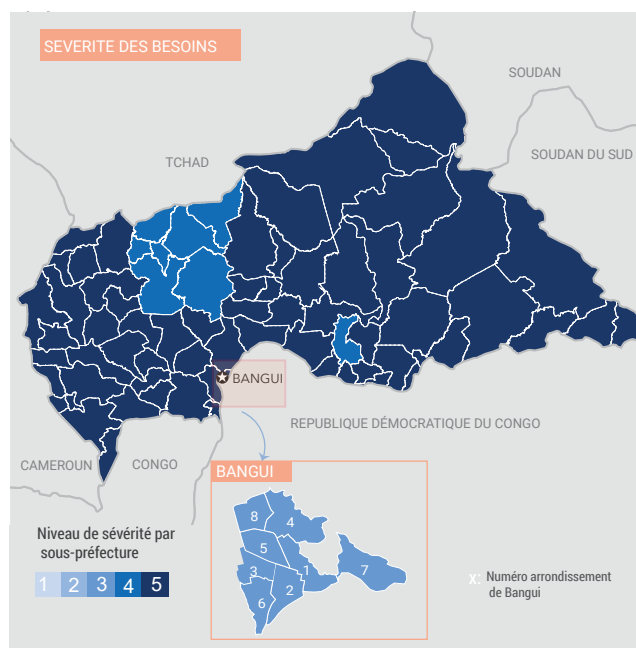 SEVERITE DES BESOINS
SOUDAN
TCHAD
SOUDAN DU SUD
BANGUI
REPUBLIQUE DÉMOCRATIQUE DU CONGO
CAMEROUN
CONGO
BANGUI
8
4
5
3
1
7
2
6
Niveau de sévérité par
sous-préfecture
1 2 3 4 5
x: Numéro arrondissement
de Bangui